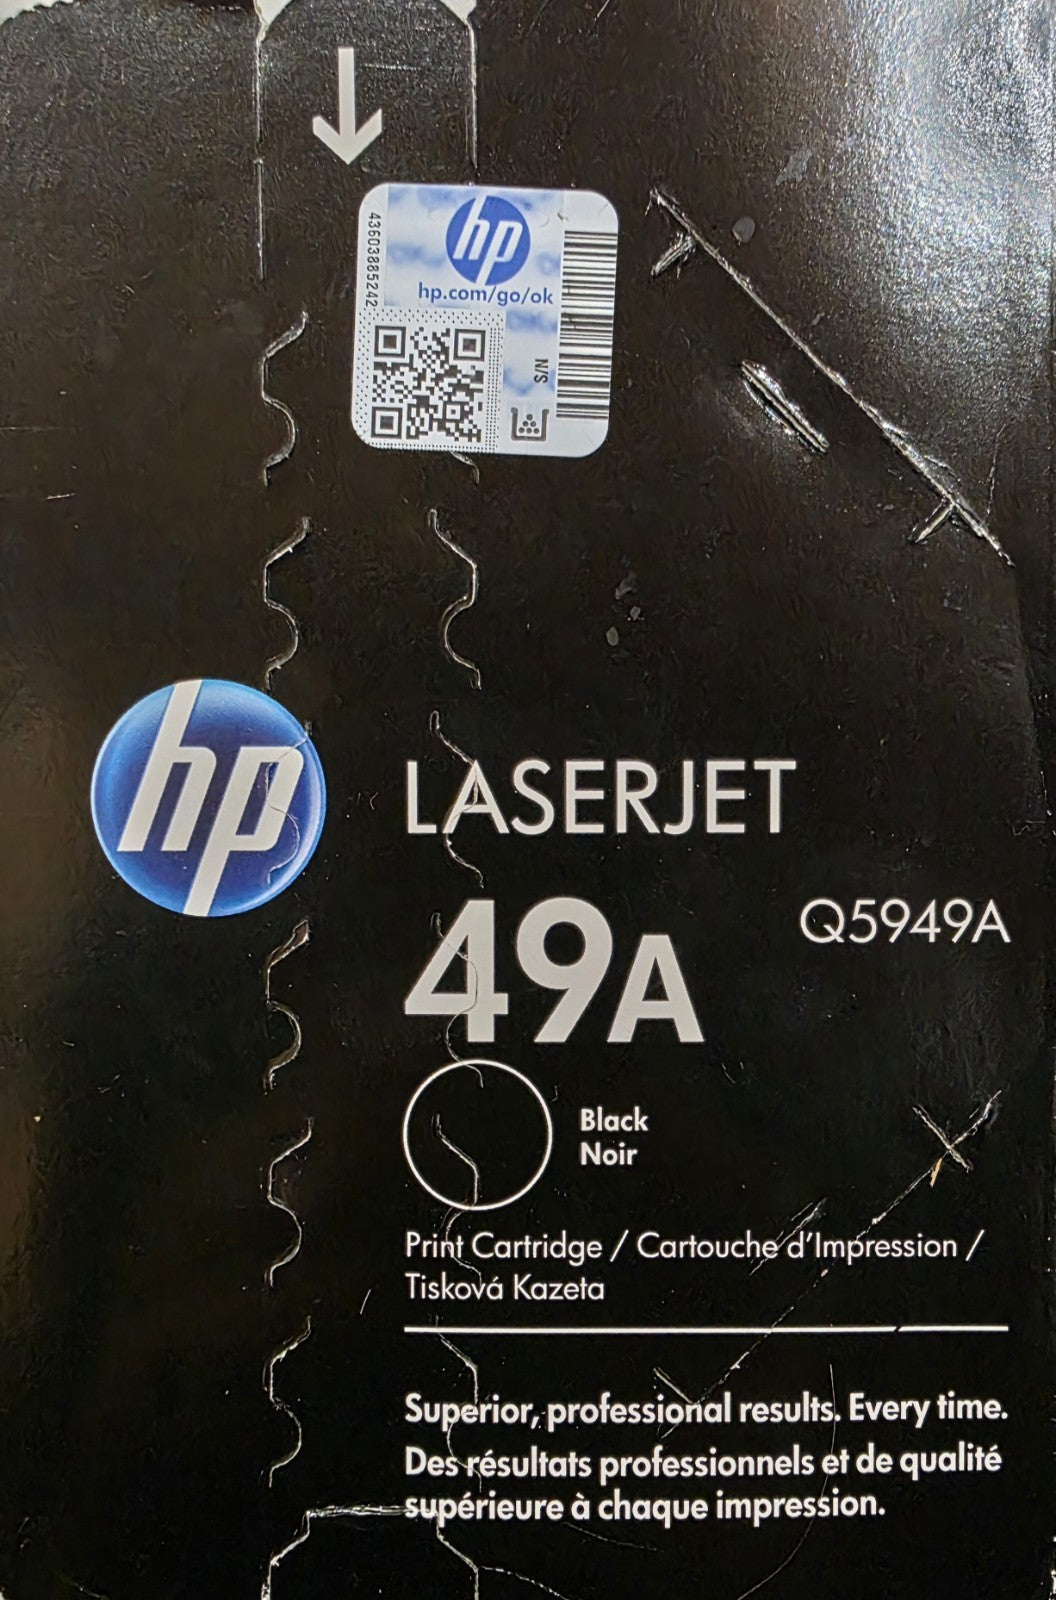 hp
hp.com/go/ok
43603885242
N/S
hp
LASERJET
49A
Q5949A
Black
Noir
Print Cartridge / Cartouche d’Impression /
Tisková Kazeta
Superior, professional results. Every time.
Des résultats professionnels et de qualité
supérieure à chaque impression.